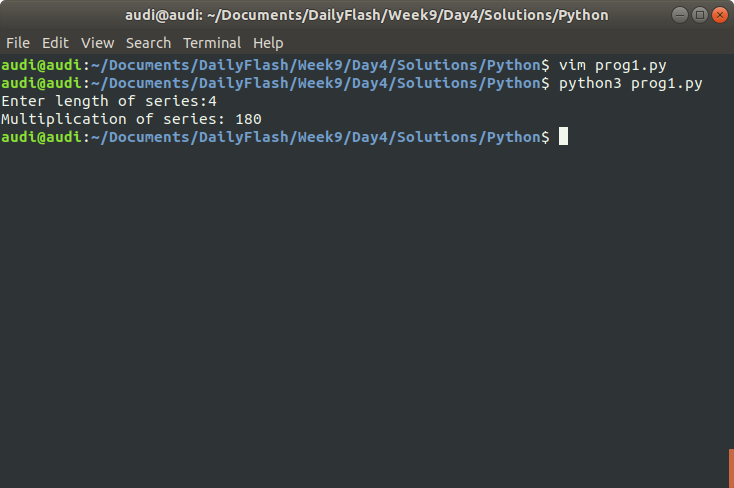 audi@audi: ~/Documents/DailyFlash/Week9/Day4/Solutions/Python
File Edit View Search Terminal Help
audi@audi:~/Documents/DailyFlash/Week9/Day4/Solutions/Python$ vim prog1.py
audi@audi:~/Documents/DailyFlash/Week9/Day4/Solutions/Python$ python3 prog1.py
Enter length of series:4
Multiplication of series: 180
audi@audi:~/Documents/DailyFlash/Week9/Day4/Solutions/Python$